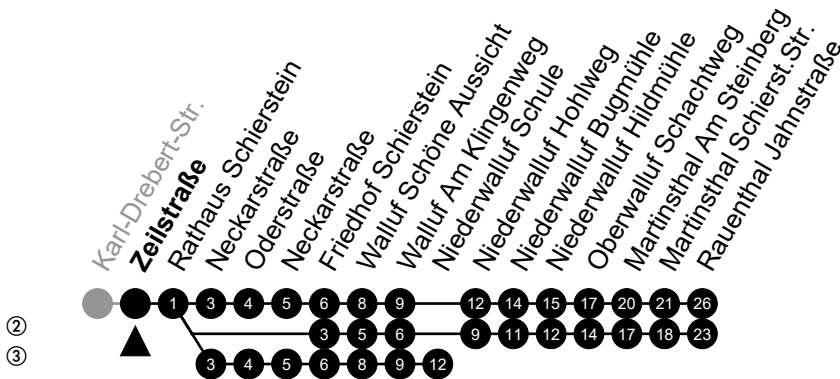 Karl-Drebert-Str.
Zeilstraße
Rathaus Schierstein
Neckarstraße
Oderstraße
Neckarstraße
Friedhof Schierstein
Walluf Schöne Aussicht
Walluf Am Klingenweg
Niederwalluf Schule
Niederwalluf Hohlweg
Niederwalluf Bugmühle
Niederwalluf Hildmühle
Oberwalluf Schachtweg
Martinsthal Am Steinberg
Martinsthal Schierst.Str.
Rauenthal Jahnstraße
1 3 4 5 6 8 9 12 14 15 17 20 21 26
② 3 5 6 9 11 12 14 17 18 23
③ 3 4 5 6 8 9 12